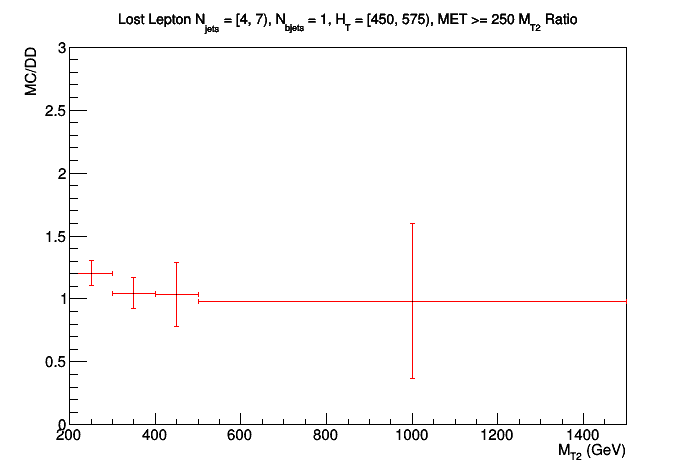 Lost Lepton N_jets = [4, 7), N_bjets = 1, H_T = [450, 575), MET >= 250 M_T2 Ratio
MC/DD
3
2.5
2
1.5
1
0.5
0
200 400 600 800 1000 1200 1400
M_T2 (GeV)